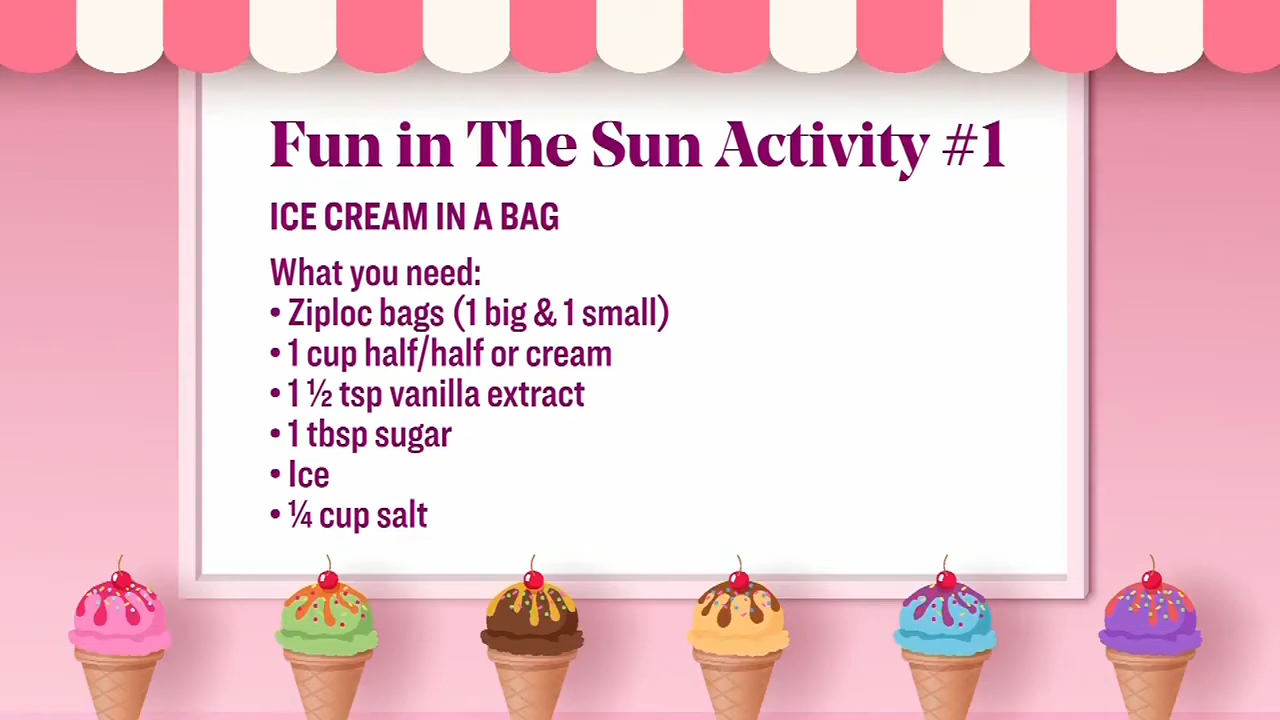 Fun in The Sun Activity #1
ICE CREAM IN A BAG
What you need:
• Ziploc bags (1 big & 1 small)
• 1 cup half/half or cream
• 1 ½ tsp vanilla extract
• 1 tbsp sugar
• Ice
• ¼ cup salt